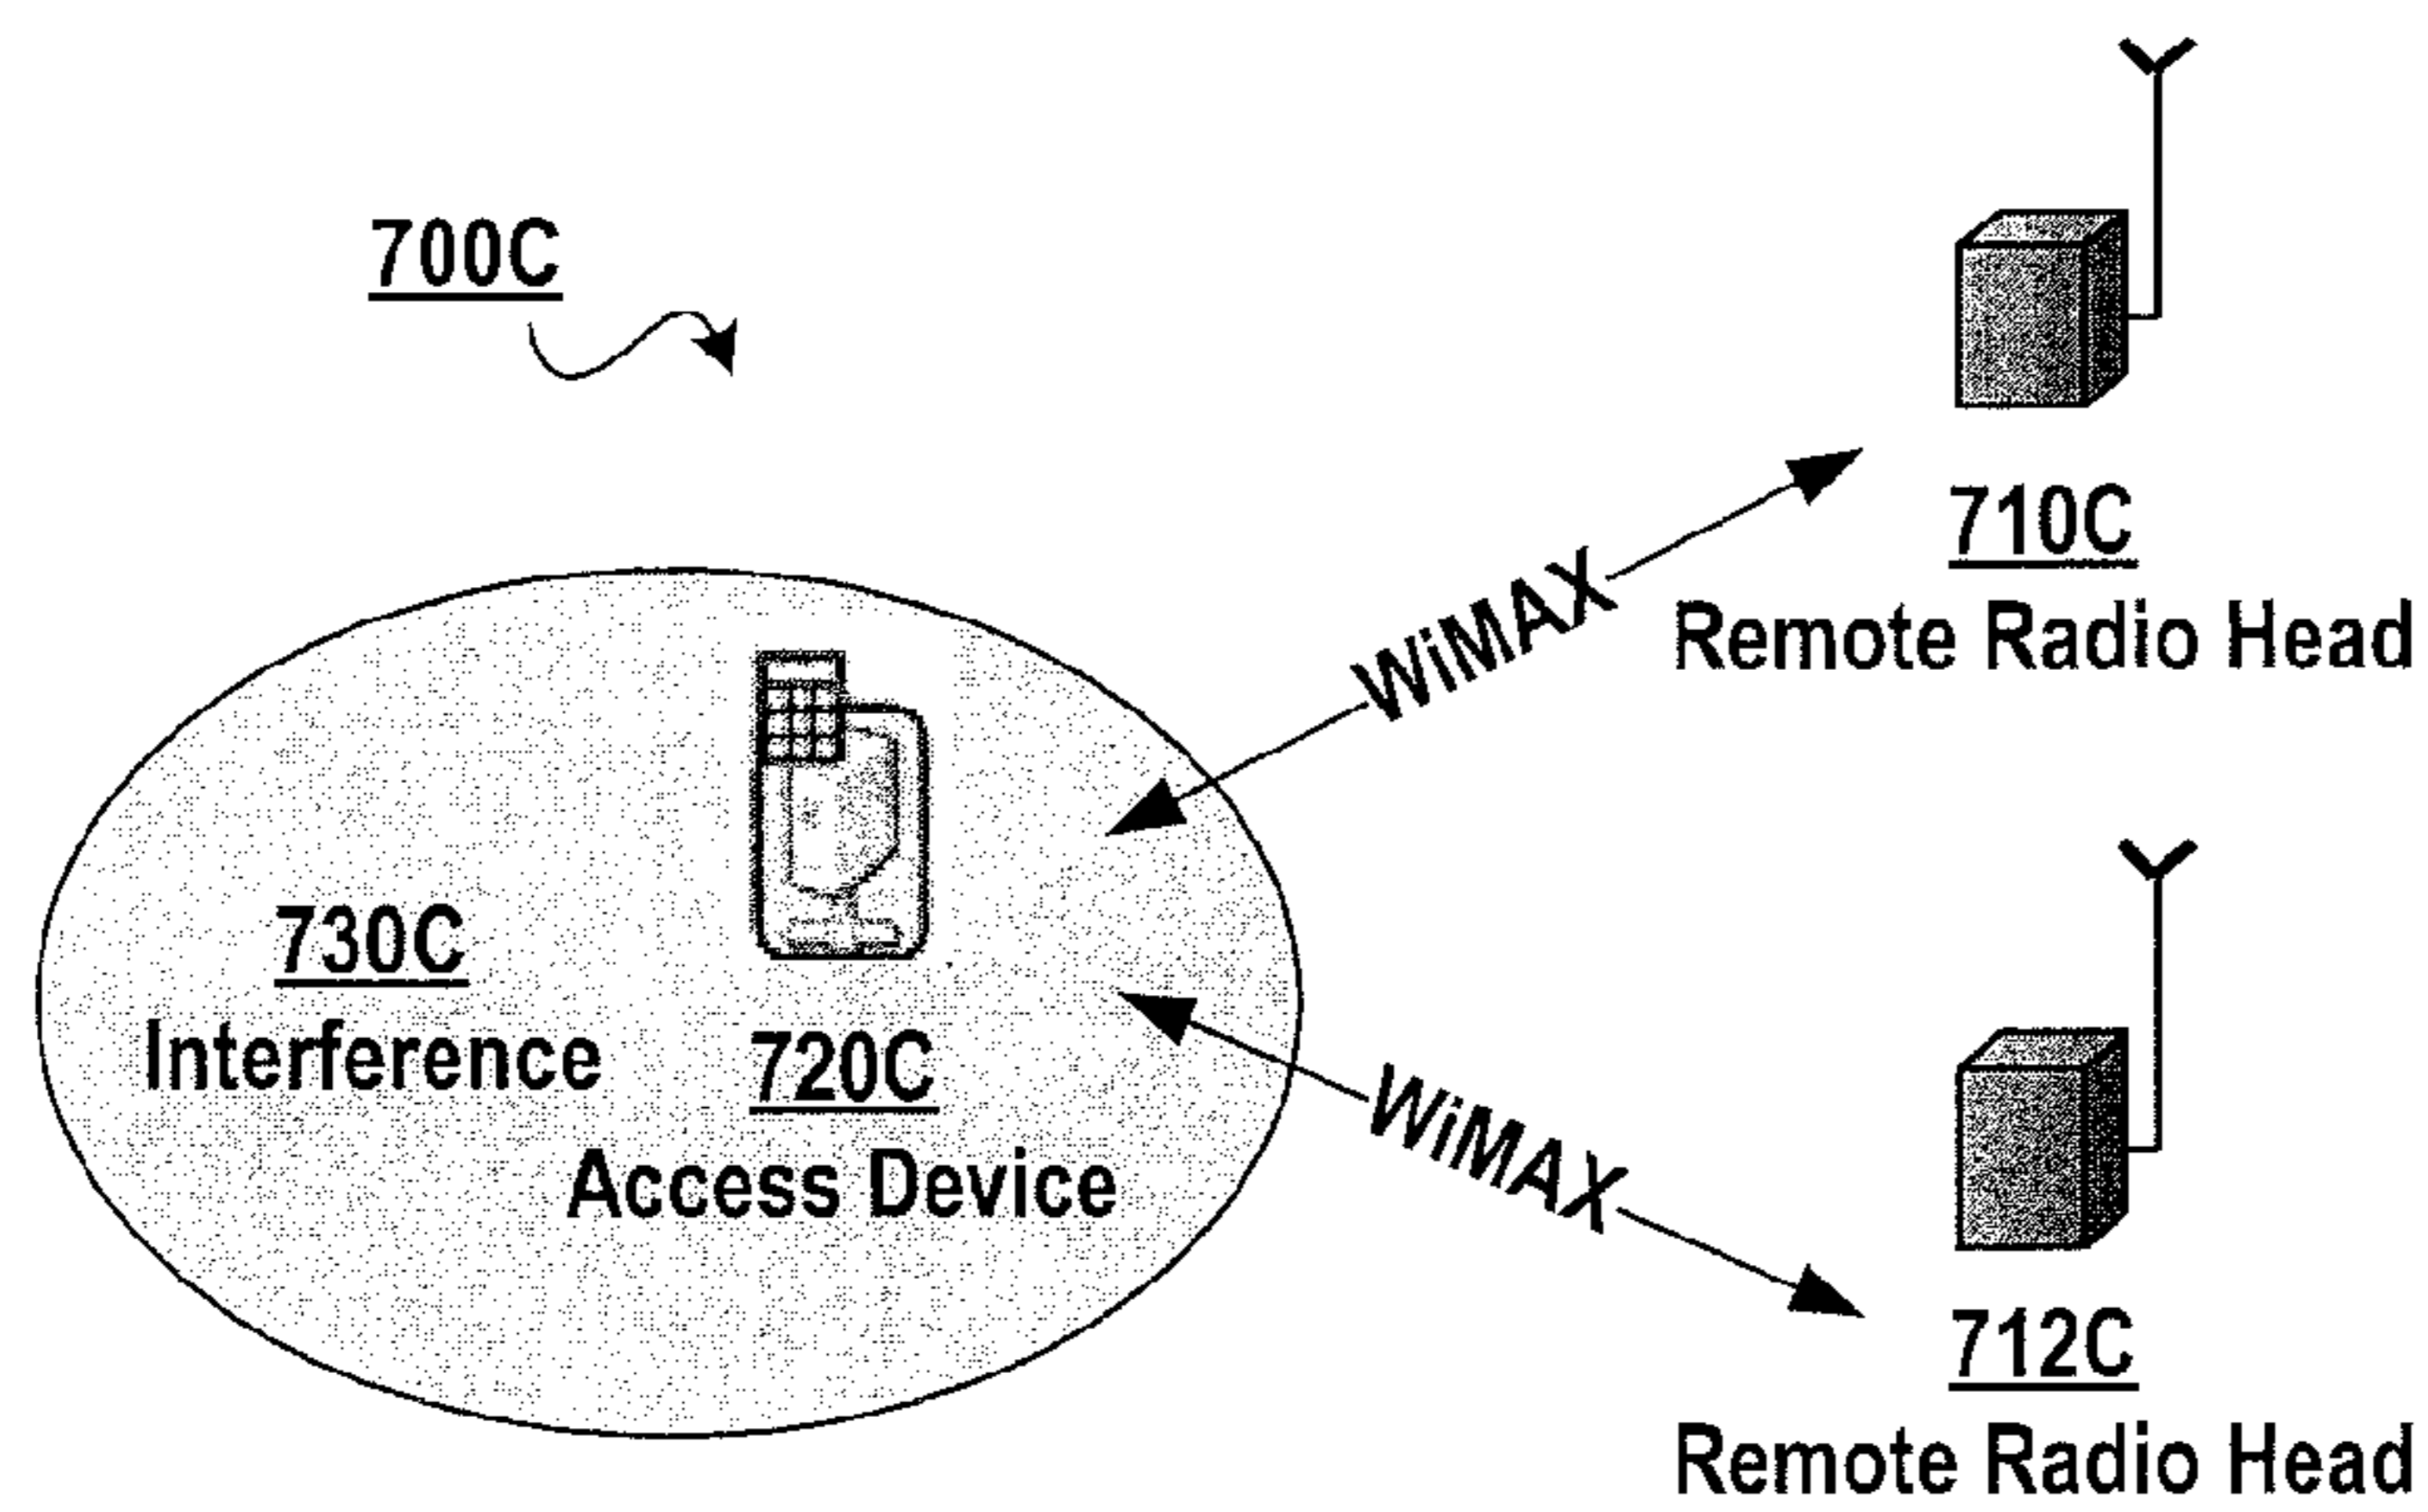 700C
710C
Remote Radio Head
WiMAX
730C
Interference
720C
Access Device
WiMAX
712C
Remote Radio Head